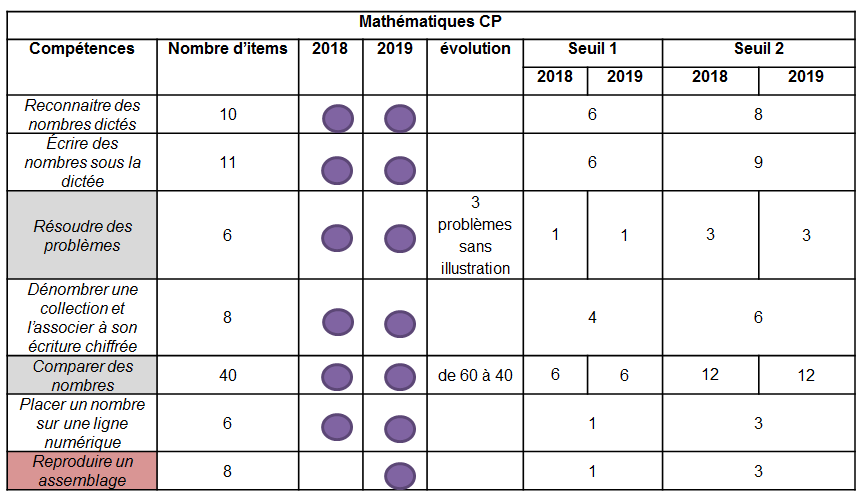 Mathématiques CP
Compétences Nombre d'items 2018 2019 évolution Seuil 1 Seuil 2
2018 2019 2018 2019
Reconnaitre des
nombres dictés
10 6 8
Écrire des
nombres sous la
dictée
11 6 9
Résoudre des
problèmes
6
3
problèmes
sans
illustration
1 1 3 3
Dénombrer une
collection et
l'associer à son
écriture chiffrée
8 4 6
Comparer des
nombres
40 de 60 à 40 6 6 12 12
Placer un nombre
sur une ligne
numérique
6 1 3
Reproduire un
assemblage
8 1 3